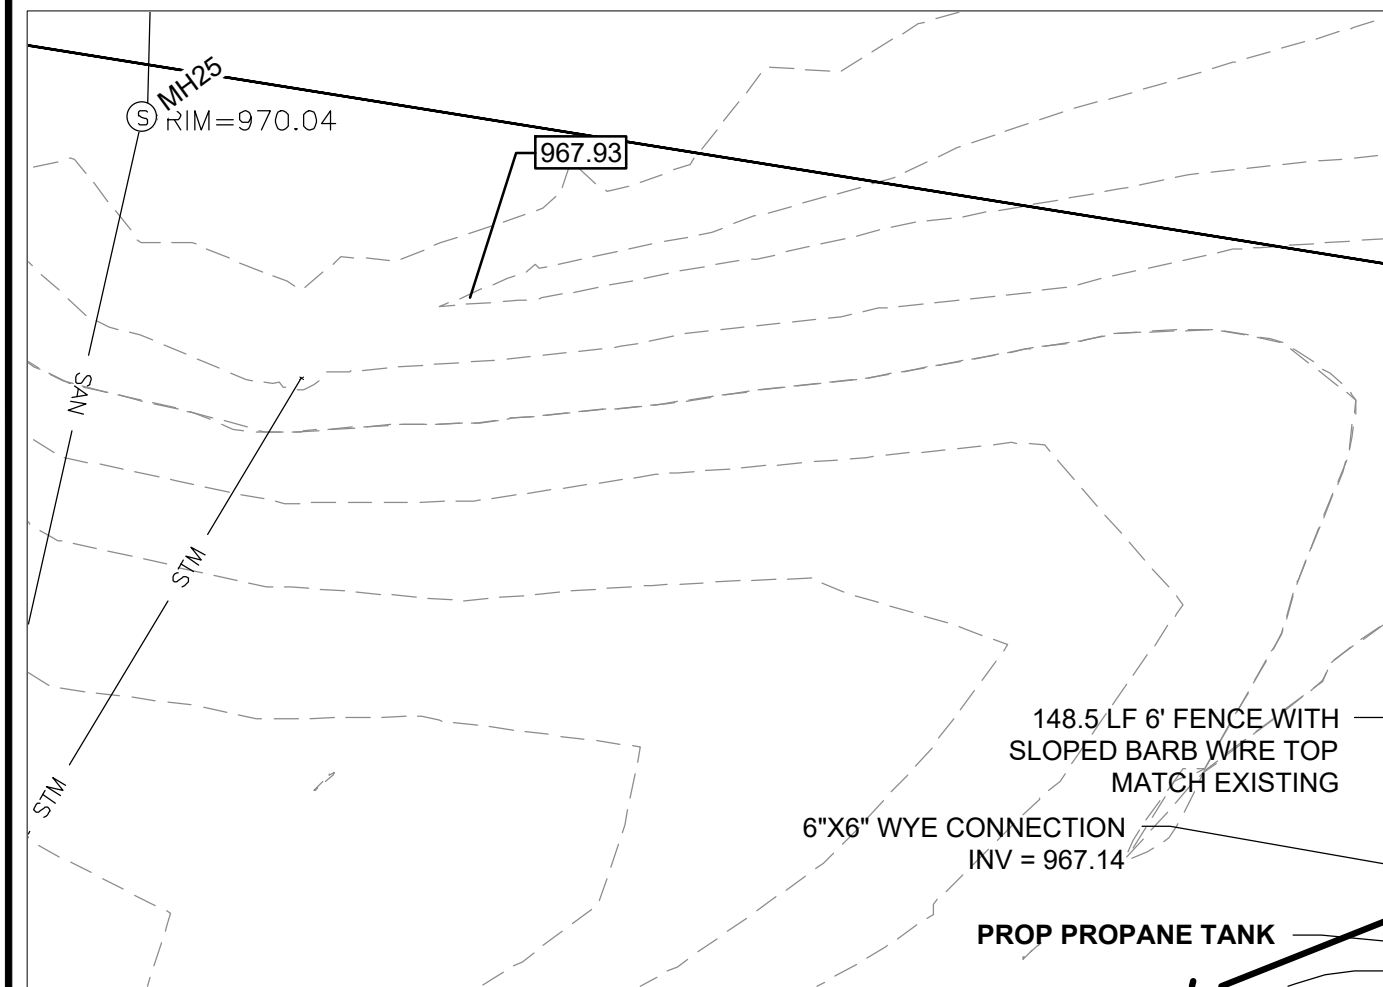 MH25
RIM=970.04
967.93
SAN
STM
STM
148.5 LF 6' FENCE WITH
SLOPED BARB WIRE TOP
MATCH EXISTING
6"X6" WYE CONNECTION
INV = 967.14
PROP PROPANE TANK
S